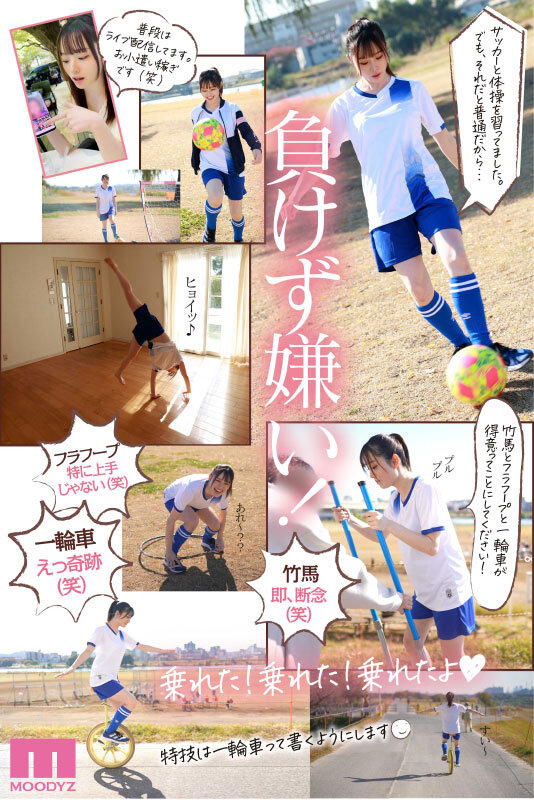 普段は
ライブ配信してます。
お小遣い稼ぎ
です(笑)
サッカーと体操を習ってました。
でも、それだと普通だから・・・
負けず嫌い!
ヒョイッ♪
フラフープ
特に上手
じゃない(笑)
一輪車
えっ奇跡
(笑)
あれ〜??
プル
プル
竹馬とフラフープと一輪車が
得意ってことにしてください!
竹馬
即、断念
(笑)
乗れた!乗れた!乗れたよ♥
特技は一輪車って書くようにします
すい〜
m
MOODYZ